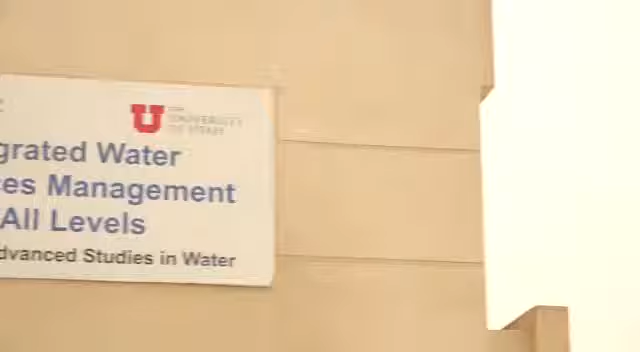 U THE
UNIVERSITY
OF UTAH
grated Water
ces Management
All Levels
dvanced Studies in Water